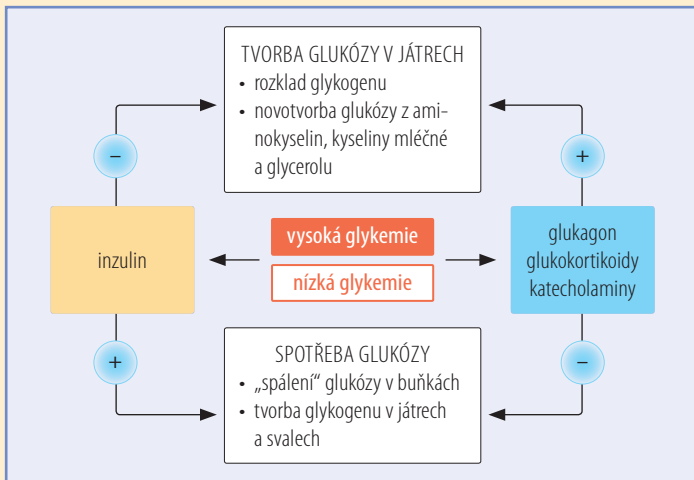 TVORBA GLUKÓZY V JÁTRECH
• rozklad glykogenu
• novotvorba glukózy z ami-
nokyselin, kyseliny mléčné
a glycerolu
–
+
inzulin
vysoká glykemie
nízká glykemie
glukagon
glukokortikoidy
katecholaminy
+
–
SPOTŘEBA GLUKÓZY
• „spálení“ glukózy v buňkách
• tvorba glykogenu v játrech
a svalech